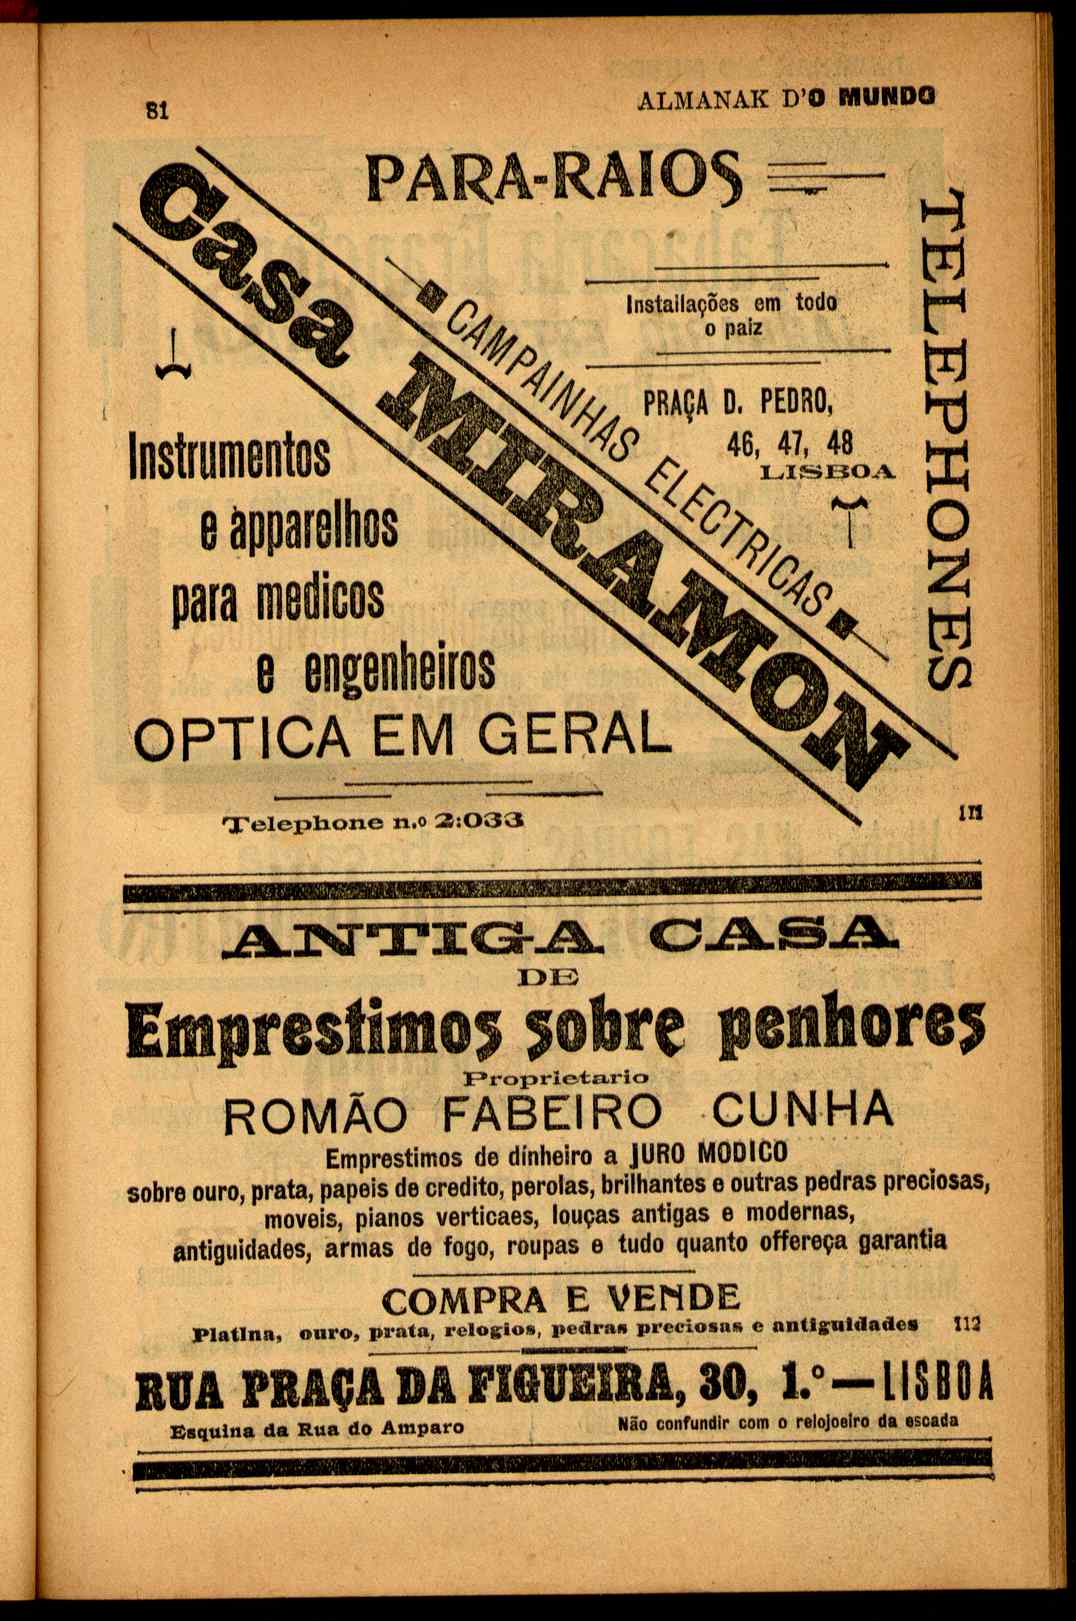 81
ALMANAK D'O MUNDO
PARA-RAIOS
Casa MIRAMON
CAMPAINHAS ELECTRICAS
TELEPHONES
Installações em todo
o paiz
PRAÇA D. PEDRO,
46, 47, 48
LISBOA
Instrumentos
e apparelhos
para medicos
e engenheiros
OPTICA EM GERAL
Telephone n.º 2:033
111
ANTIGA CASA
DE
Emprestimos sobre penhores
Proprietario
ROMÃO FABEIRO CUNHA
Emprestimos de dinheiro a JURO MODICO
sobre ouro, prata, papeis de credito, perolas, brilhantes e outras pedras preciosas,
moveis, pianos verticaes, louças antigas e modernas,
antiguidades, armas de fogo, roupas e tudo quanto offereça garantia
COMPRA E VENDE
Platina, ouro, prata, relogios, pedras preciosas e antiguidades
112
RUA PRAÇA DA FIGUEIRA, 30, 1.º—LISBOA
Esquina da Rua do Amparo
Não confundir com o relojoeiro da escada